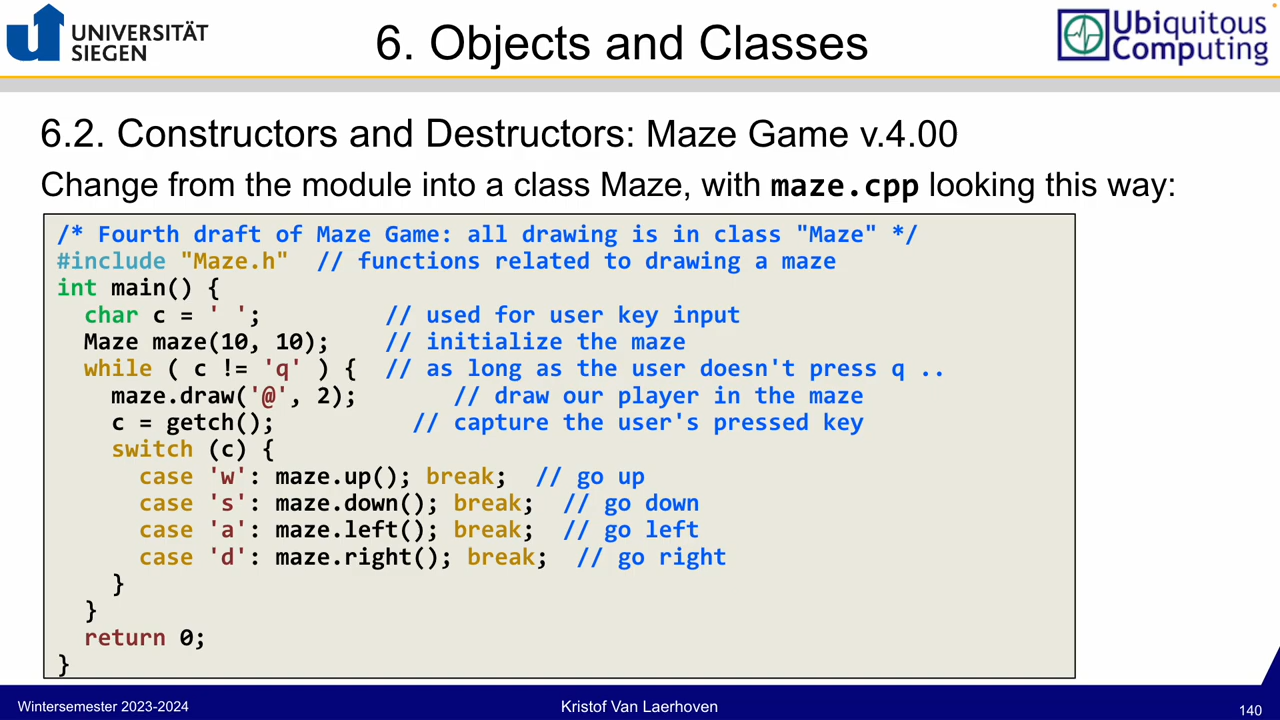 UNIVERSITÄT
SIEGEN
6. Objects and Classes
Ubiquitous
Computing
6.2. Constructors and Destructors: Maze Game v.4.00
Change from the module into a class Maze, with maze.cpp looking this way:
/* Fourth draft of Maze Game: all drawing is in class "Maze" */
#include "Maze.h"  // functions related to drawing a maze
int main() {
  char c = ' ';         // used for user key input
  Maze maze(10, 10);    // initialize the maze
  while ( c != 'q' ) {  // as long as the user doesn't press q ..
    maze.draw('@', 2);       // draw our player in the maze
    c = getch();          // capture the user's pressed key
    switch (c) {
      case 'w': maze.up(); break;  // go up
      case 's': maze.down(); break;  // go down
      case 'a': maze.left(); break;  // go left
      case 'd': maze.right(); break;  // go right
    }
  }
  return 0;
}
Wintersemester 2023-2024
Kristof Van Laerhoven
140